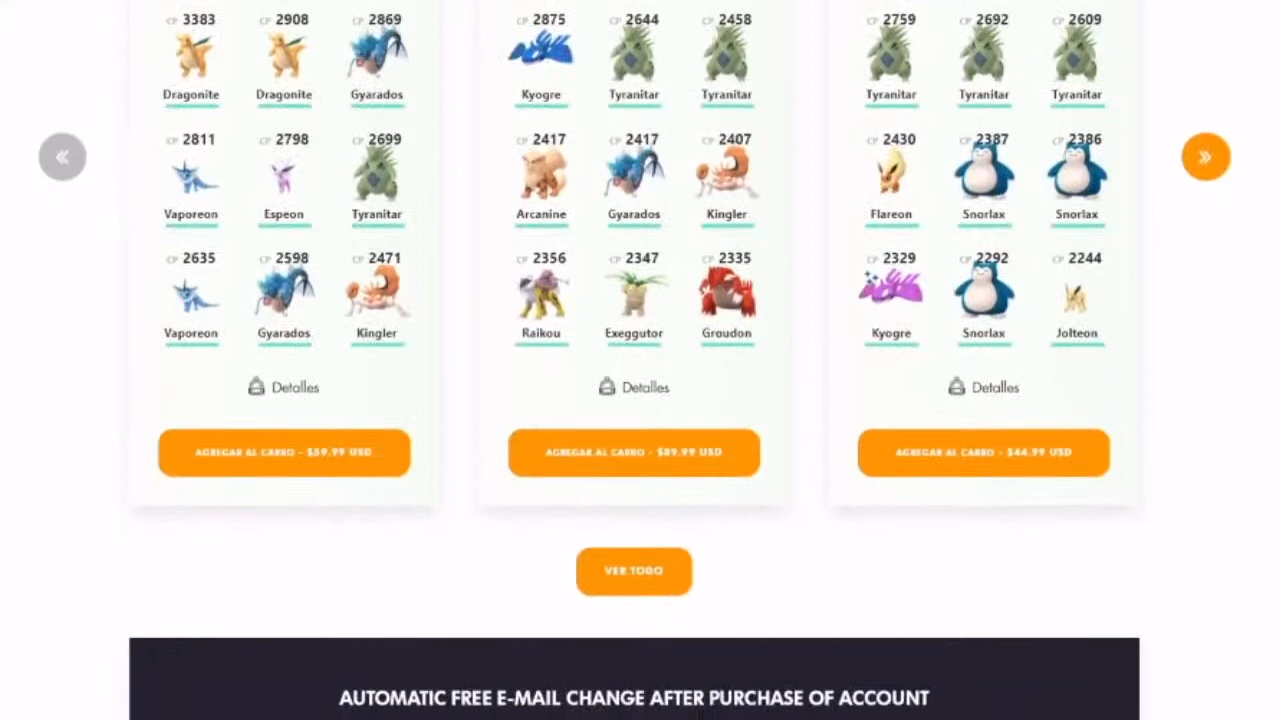 CP 3383 CP 2908 CP 2869 CP 2875 CP 2644 CP 2458 CP 2759 CP 2692 CP 2609
Dragonite Dragonite Gyarados Kyogre Tyranitar Tyranitar Tyranitar Tyranitar Tyranitar
CP 2811 CP 2798 CP 2699 CP 2417 CP 2417 CP 2407 CP 2430 CP 2387 CP 2386
Vaporeon Espeon Tyranitar Arcanine Gyarados Kingler Flareon Snorlax Snorlax
CP 2635 CP 2598 CP 2471 CP 2356 CP 2347 CP 2335 CP 2329 CP 2292 CP 2244
Vaporeon Gyarados Kingler Raikou Exeggutor Groudon Kyogre Snorlax Jolteon
Detalles Detalles Detalles
AGREGAR AL CARRO - $59.99 USD AGREGAR AL CARRO - $89.99 USD AGREGAR AL CARRO - $44.99 USD
VER TODO
AUTOMATIC FREE E-MAIL CHANGE AFTER PURCHASE OF ACCOUNT